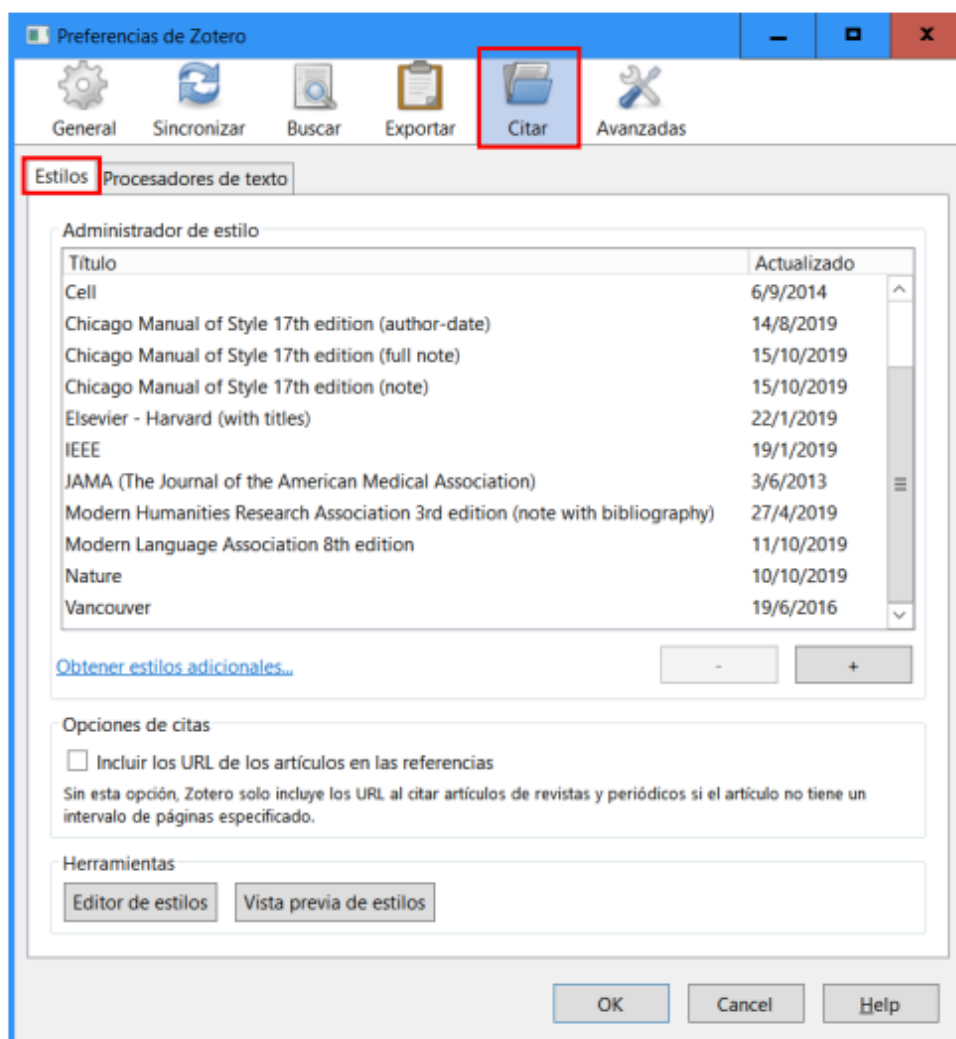 Preferencias de Zotero
General Sincronizar Buscar Exportar Citar Avanzadas
Estilos Procesadores de texto
Administrador de estilo
Título Actualizado
Cell 6/9/2014
Chicago Manual of Style 17th edition (author-date) 14/8/2019
Chicago Manual of Style 17th edition (full note) 15/10/2019
Chicago Manual of Style 17th edition (note) 15/10/2019
Elsevier - Harvard (with titles) 22/1/2019
IEEE 19/1/2019
JAMA (The Journal of the American Medical Association) 3/6/2013
Modern Humanities Research Association 3rd edition (note with bibliography) 27/4/2019
Modern Language Association 8th edition 11/10/2019
Nature 10/10/2019
Vancouver 19/6/2016
Obtener estilos adicionales... - +
Opciones de citas
Incluir los URL de los artículos en las referencias
Sin esta opción, Zotero solo incluye los URL al citar artículos de revistas y periódicos si el artículo no tiene un
intervalo de páginas especificado.
Herramientas
Editor de estilos Vista previa de estilos
OK Cancel Help